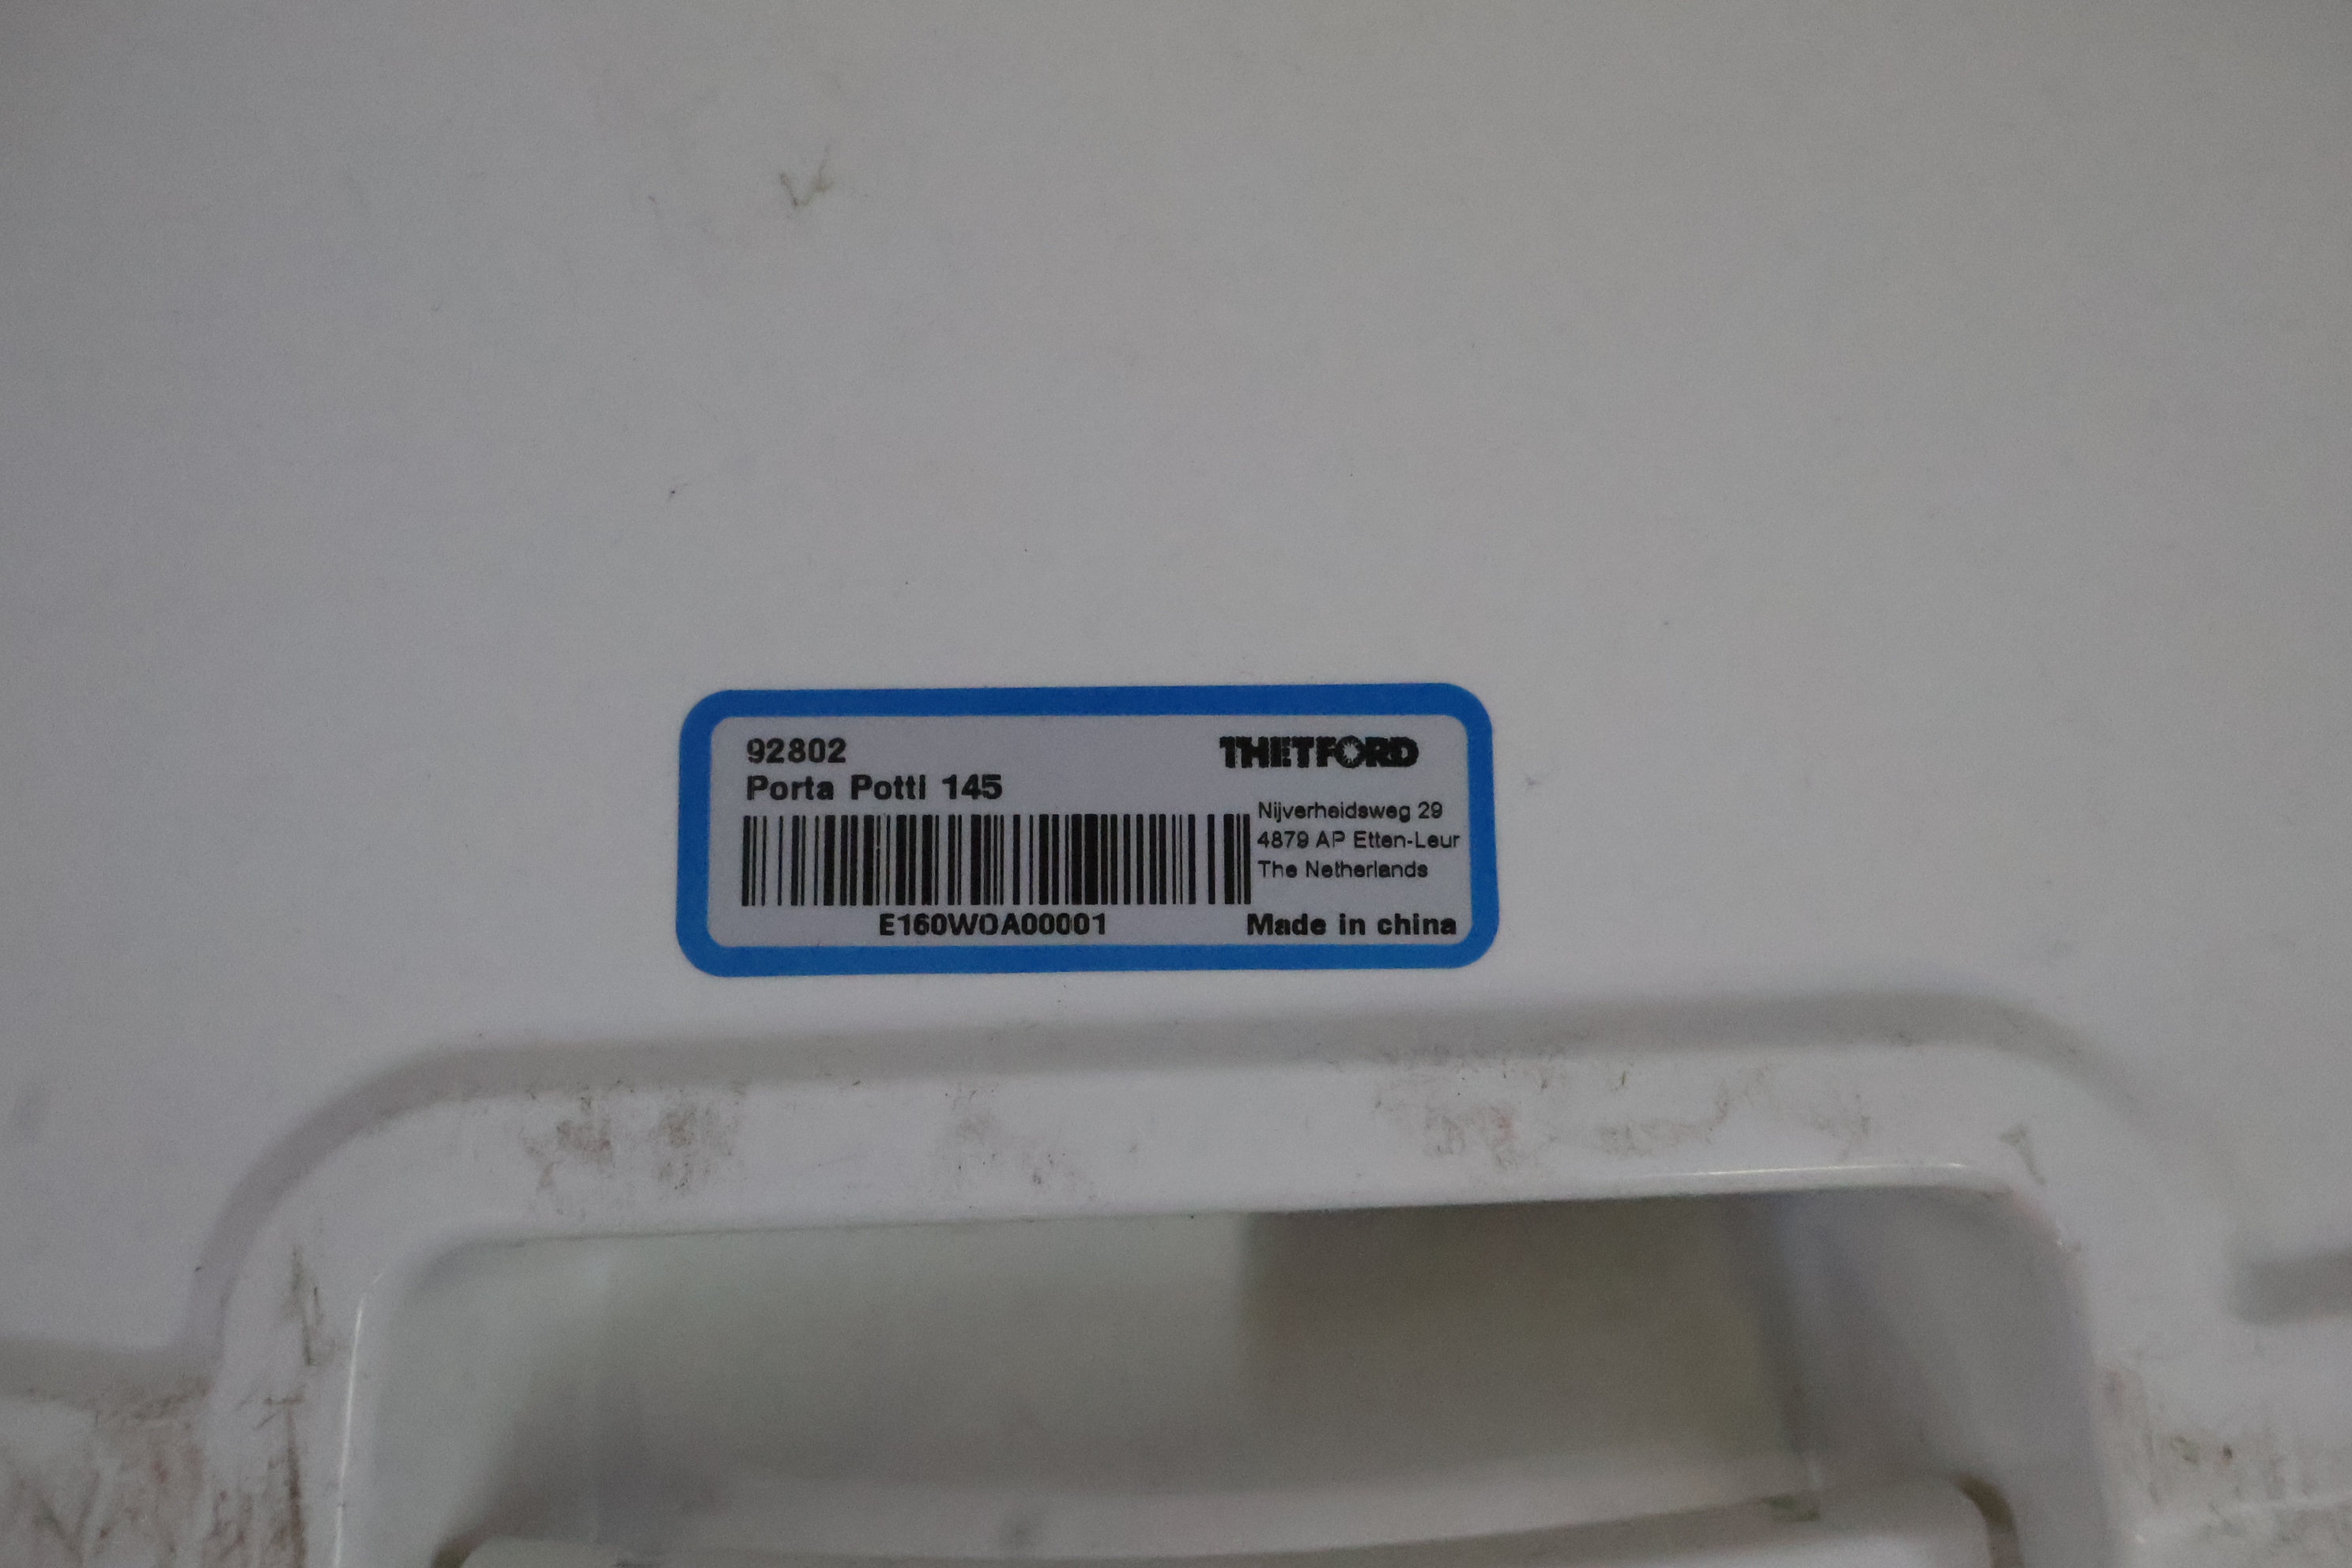 92802
THETFORD
Porta Potti 145
Nijverheidsweg 29
4879 AP Etten-Leur
The Netherlands
E160WOA00001
Made in china